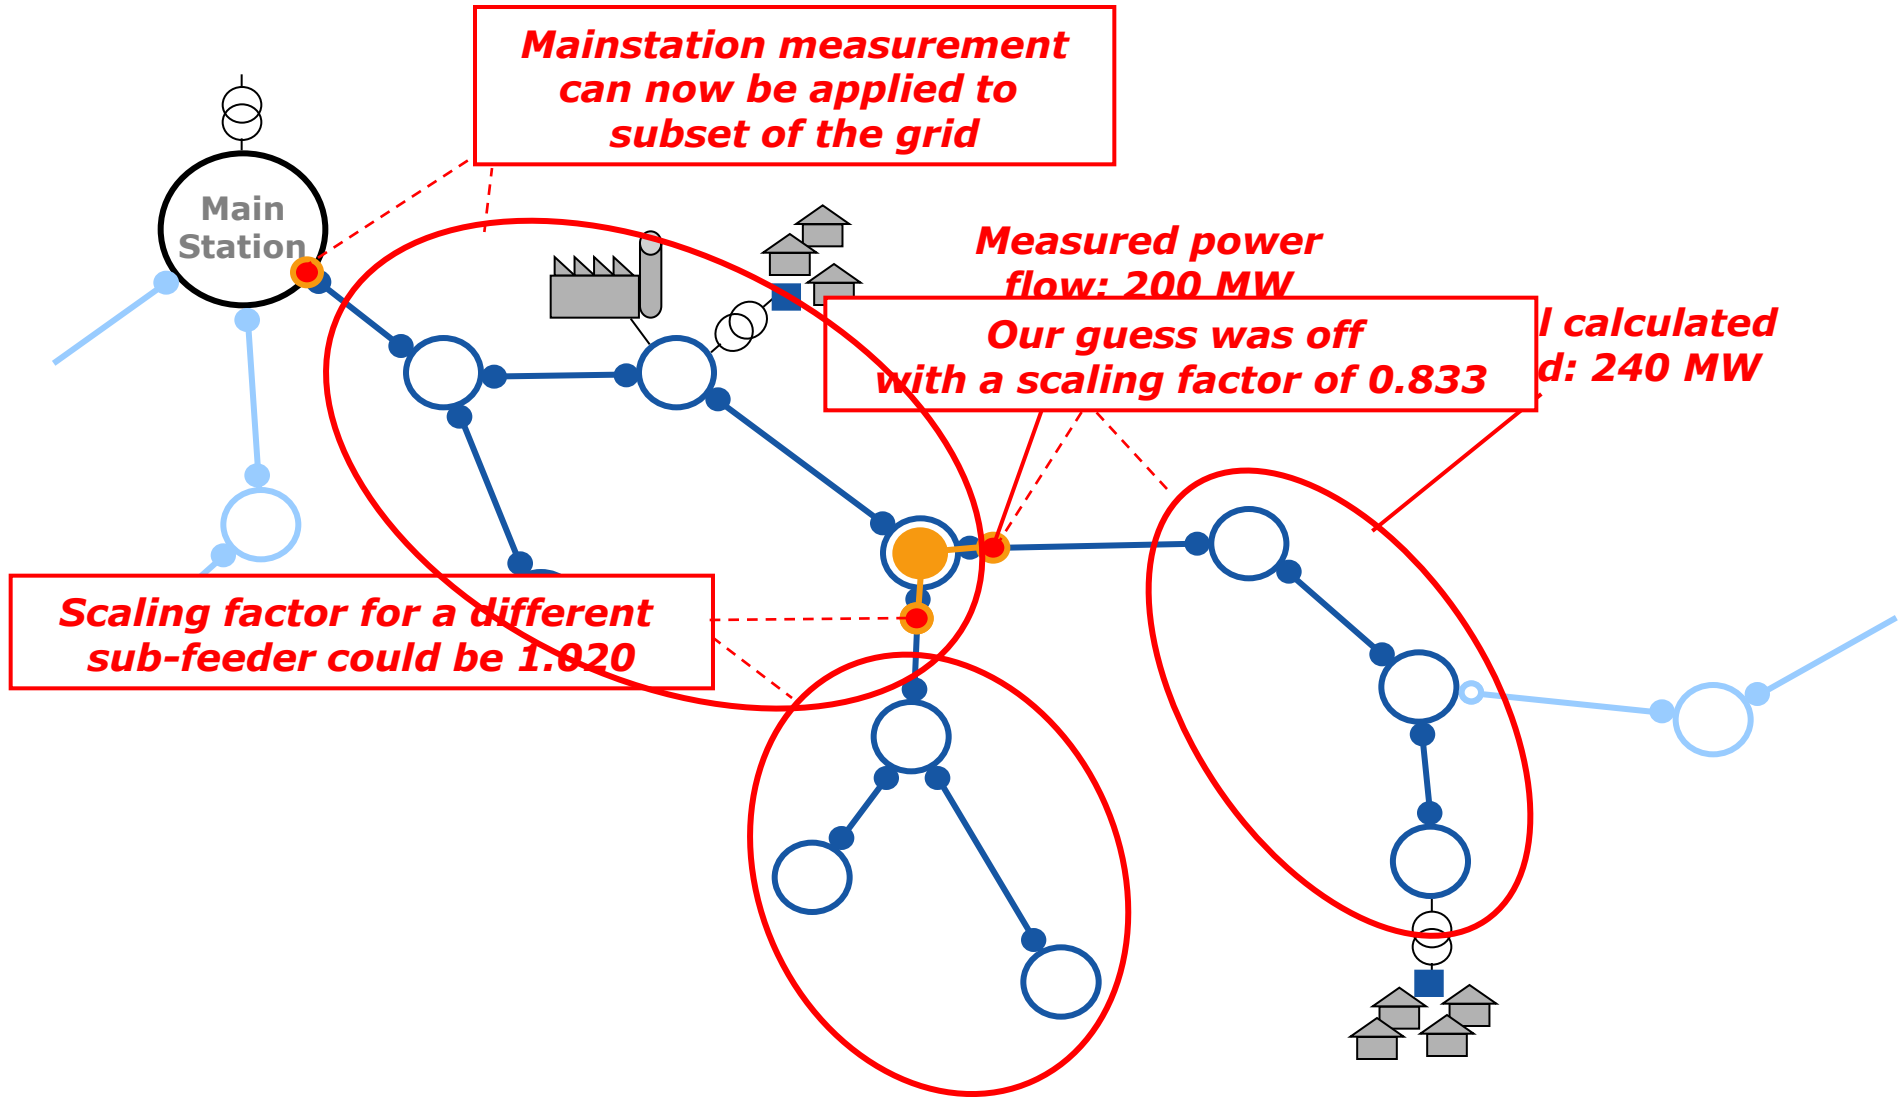 Mainstation measurement
can now be applied to
subset of the grid
Main
Station
Measured power
flow: 200 MW
Our guess was off
with a scaling factor of 0.833
calculated
240 MW
Scaling factor for a different
sub-feeder could be 1.020